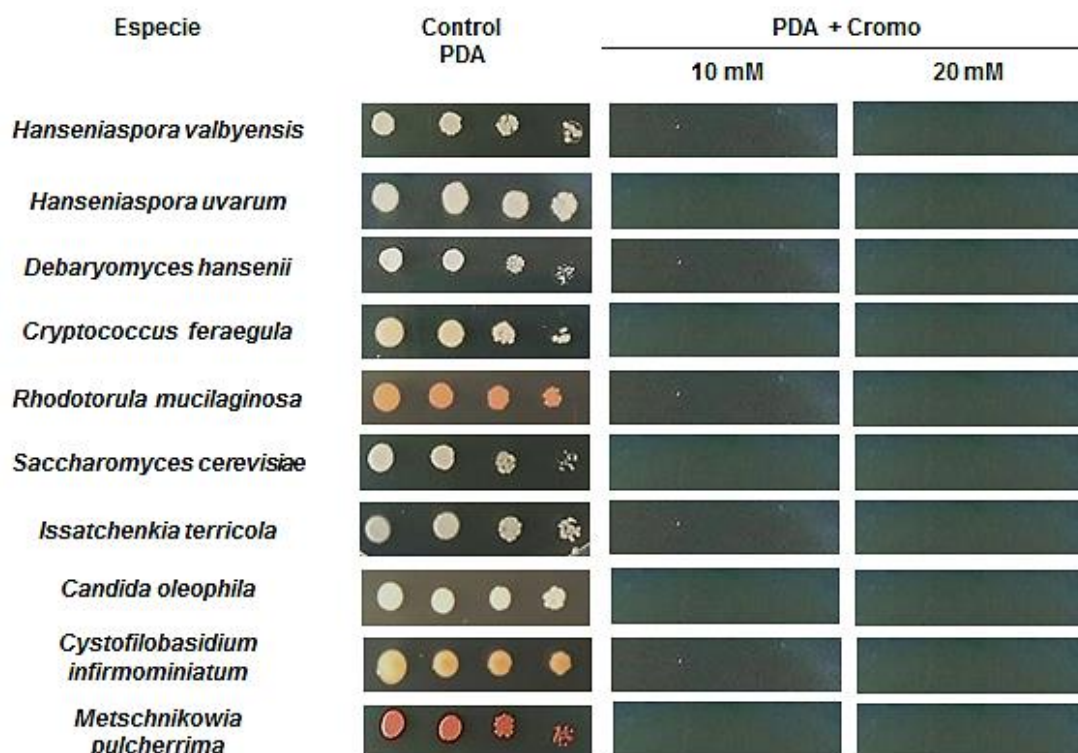 Especie
Control
PDA
PDA + Cromo
10 mM
20 mM
Hanseniaspora valbyensis
Hanseniaspora uvarum
Debaryomyces hansenii
Cryptococcus feraegula
Rhodotorula mucilaginosa
Saccharomyces cerevisiae
Issatchenkia terricola
Candida oleophila
Cystofilobasidium
infirmominiatum
Metschnikowia
pulcherrima